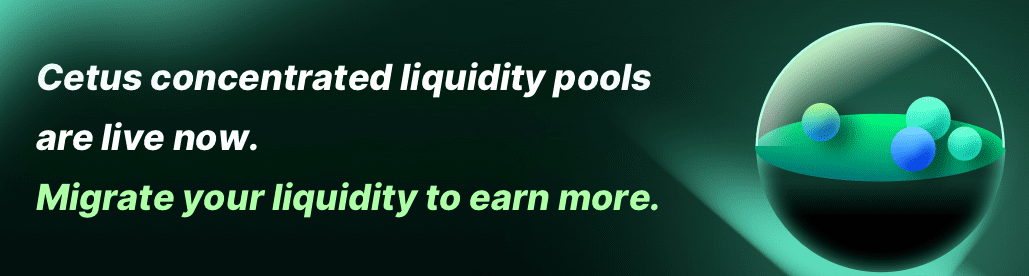 Cetus concentrated liquidity pools
are live now.
Migrate your liquidity to earn more.